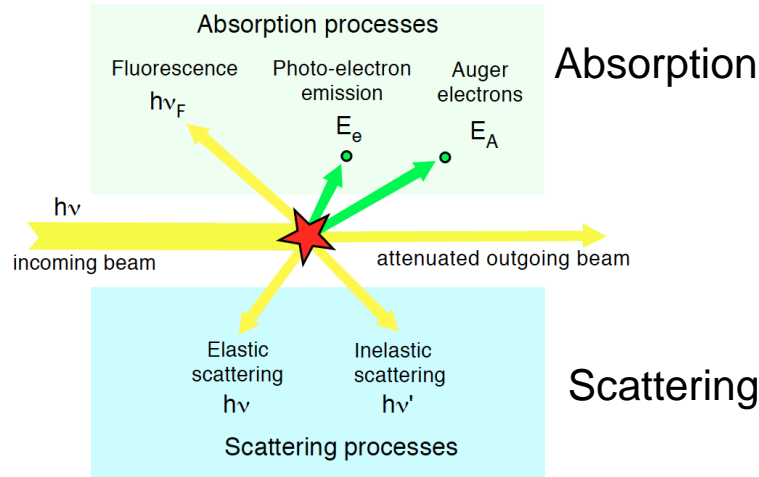 Absorption processes
Absorption
Fluorescence
hν_F
Photo-electron
emission
E_e
Auger
electrons
E_A
hν
incoming beam
attenuated outgoing beam
Elastic
scattering
hν
Inelastic
scattering
hν'
Scattering
Scattering processes